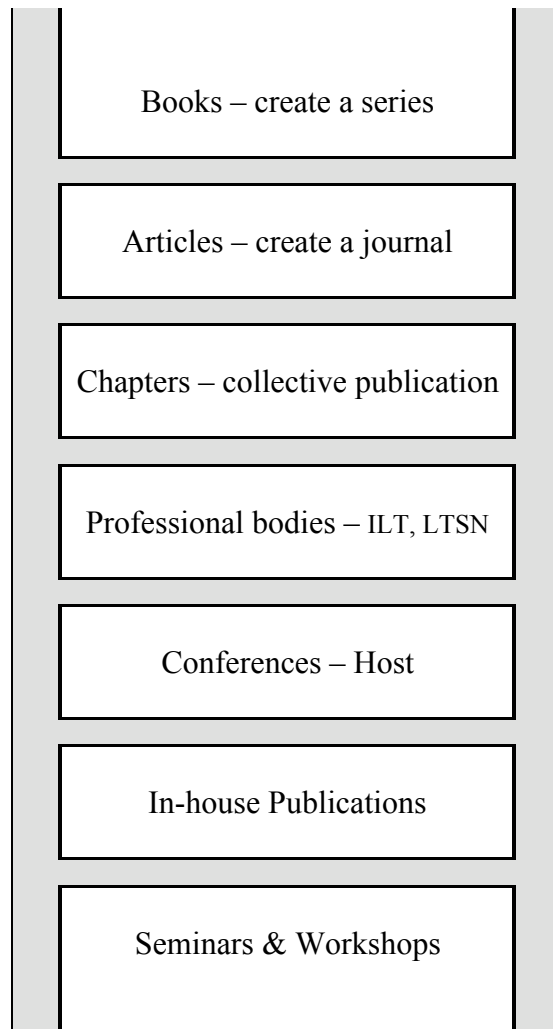 Books – create a series
Articles – create a journal
Chapters – collective publication
Professional bodies – ILT, LTSN
Conferences – Host
In-house Publications
Seminars & Workshops